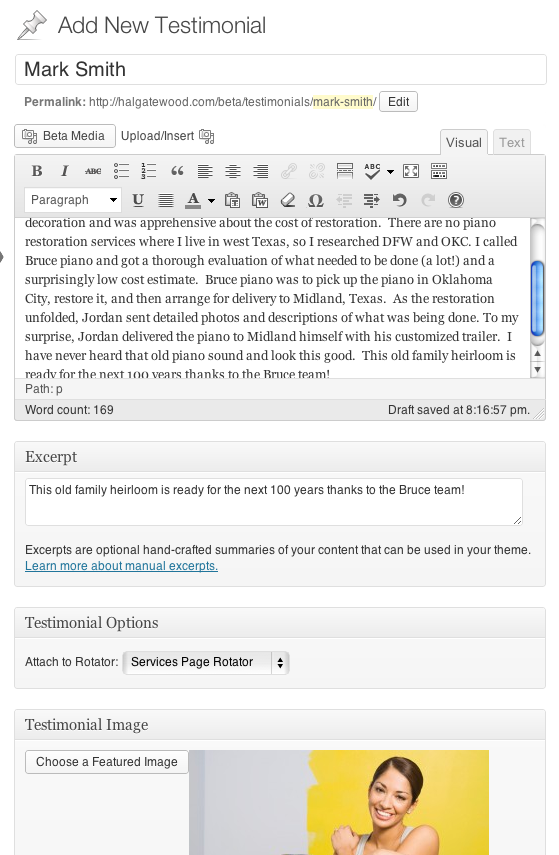 Add New Testimonial
Mark Smith
Permalink: http://halgatewood.com/beta/testimonials/mark-smith/ Edit
Beta Media Upload/Insert
Visual Text
B I ABC ABC
Paragraph U A
decoration and was apprehensive about the cost of restoration. There are no piano
restoration services where I live in west Texas, so I researched DFW and OKC. I called
Bruce piano and got a thorough evaluation of what needed to be done (a lot!) and a
surprisingly low cost estimate. Bruce piano was to pick up the piano in Oklahoma
City, restore it, and then arrange for delivery to Midland, Texas. As the restoration
unfolded, Jordan sent detailed photos and descriptions of what was being done. To my
surprise, Jordan delivered the piano to Midland himself with his customized trailer. I
have never heard that old piano sound and look this good. This old family heirloom is
ready for the next 100 years thanks to the Bruce team!
Path: p
Word count: 169 Draft saved at 8:16:57 pm.
Excerpt
This old family heirloom is ready for the next 100 years thanks to the Bruce team!
Excerpts are optional hand-crafted summaries of your content that can be used in your theme.
Learn more about manual excerpts.
Testimonial Options
Attach to Rotator: Services Page Rotator
Testimonial Image
Choose a Featured Image